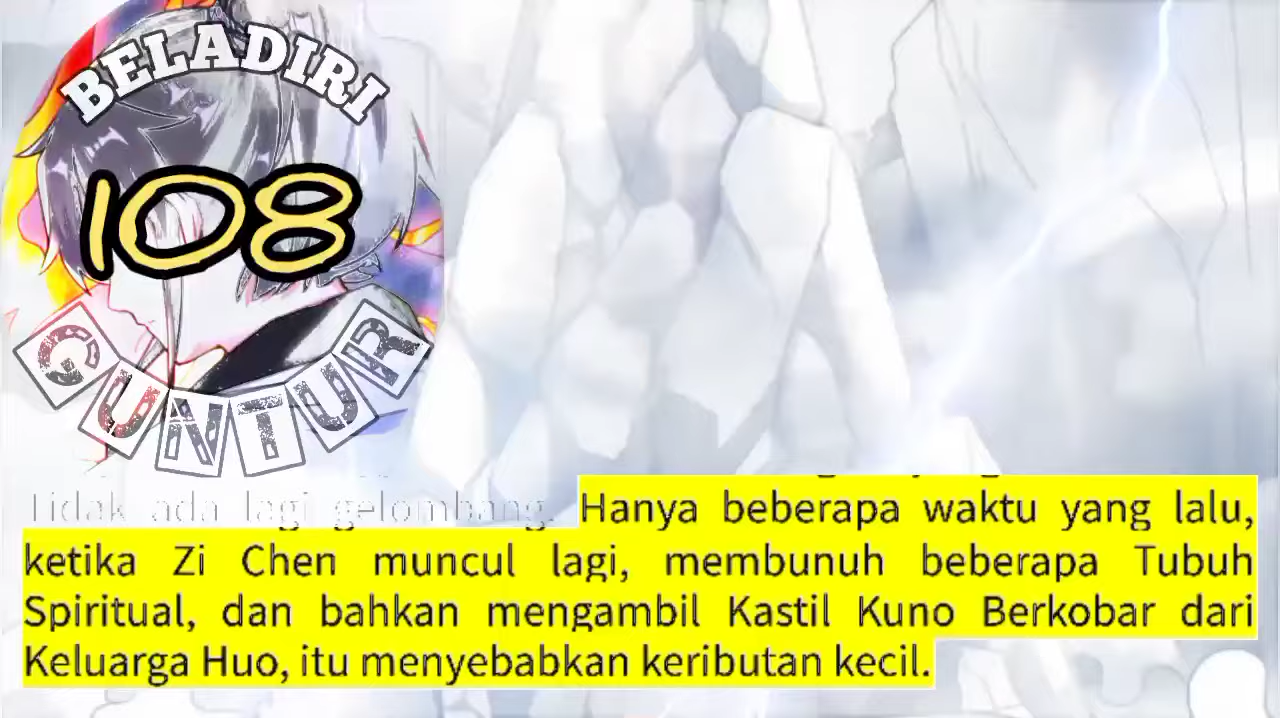 BELADIRI
108
GUNTUR
Tidak ada lagi gelombang. Hanya beberapa waktu yang lalu,
ketika Zi Chen muncul lagi, membunuh beberapa Tubuh
Spiritual, dan bahkan mengambil Kastil Kuno Berkobar dari
Keluarga Huo, itu menyebabkan keributan kecil.